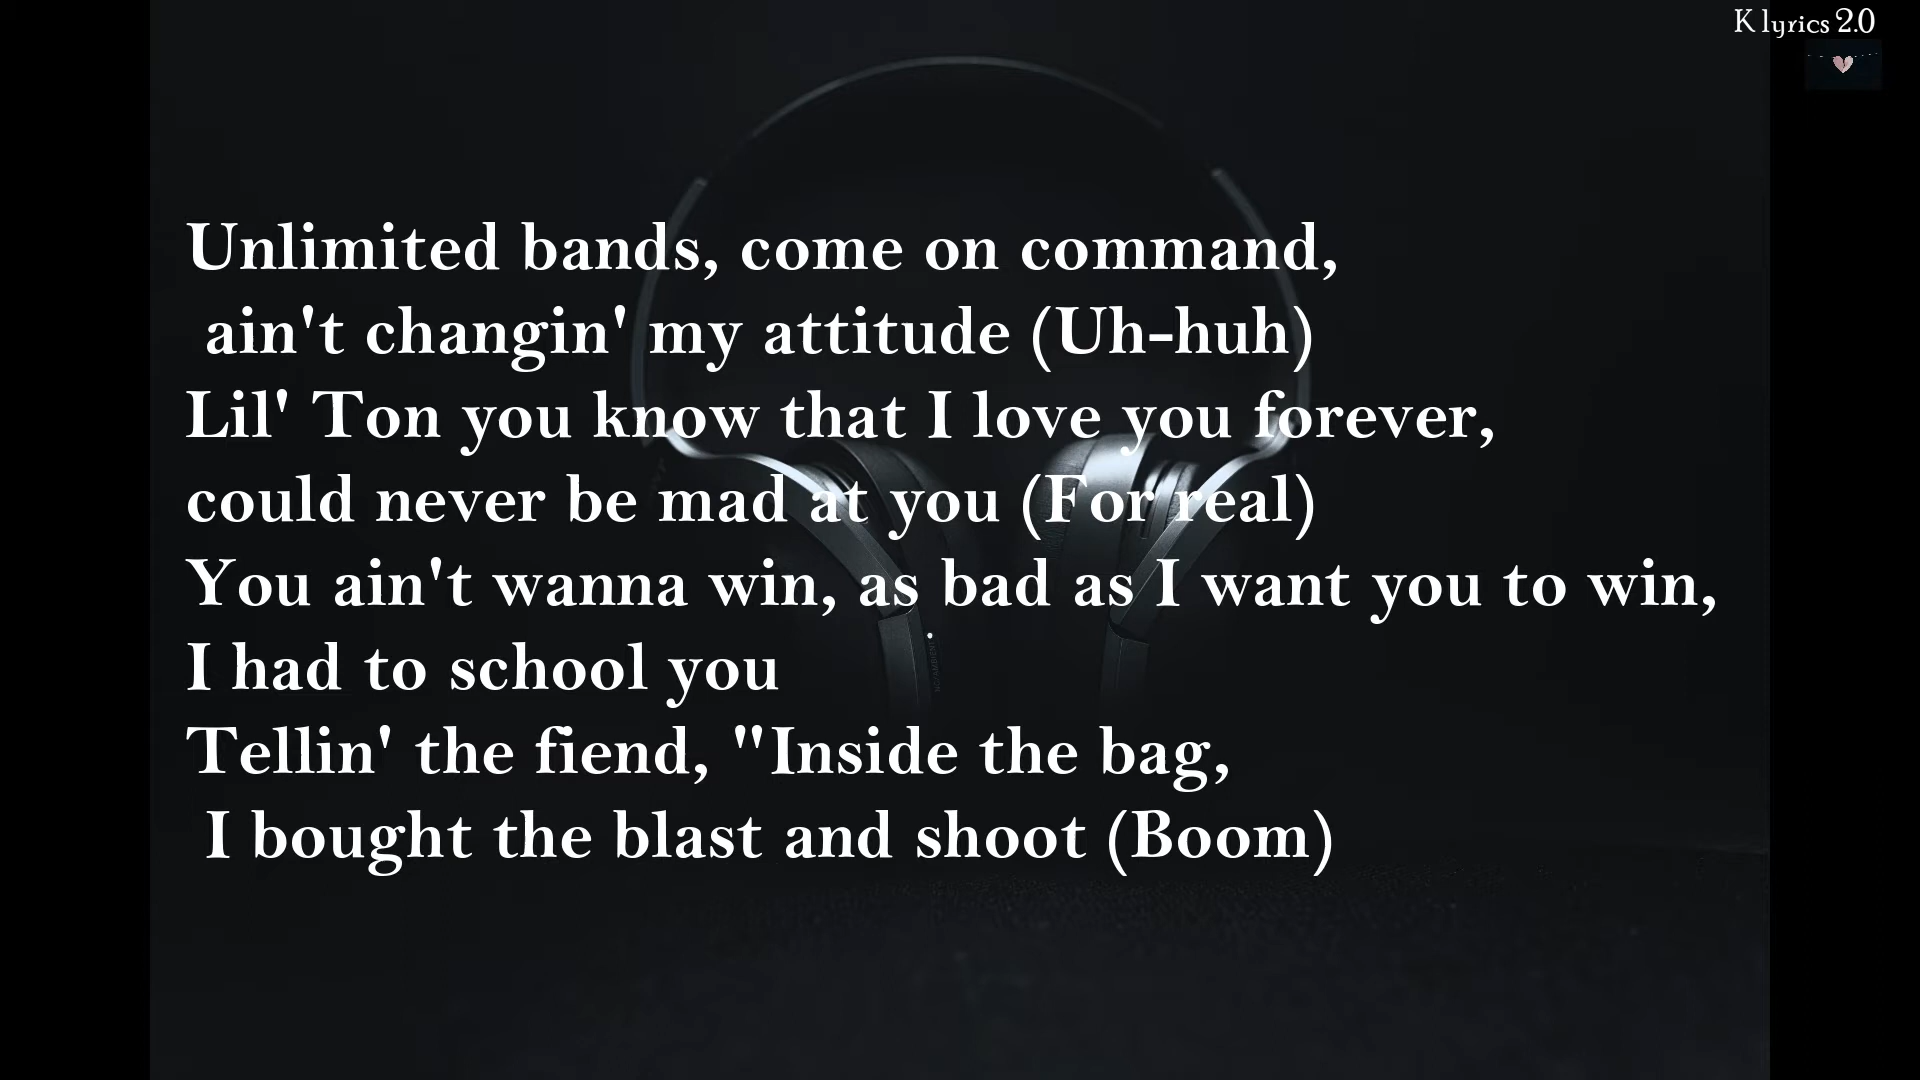 K lyrics 2.0
Unlimited bands, come on command,
ain't changin' my attitude (Uh-huh)
Lil' Ton you know that I love you forever,
could never be mad at you (For real)
You ain't wanna win, as bad as I want you to win,
I had to school you
Tellin' the fiend, "Inside the bag,
I bought the blast and shoot (Boom)